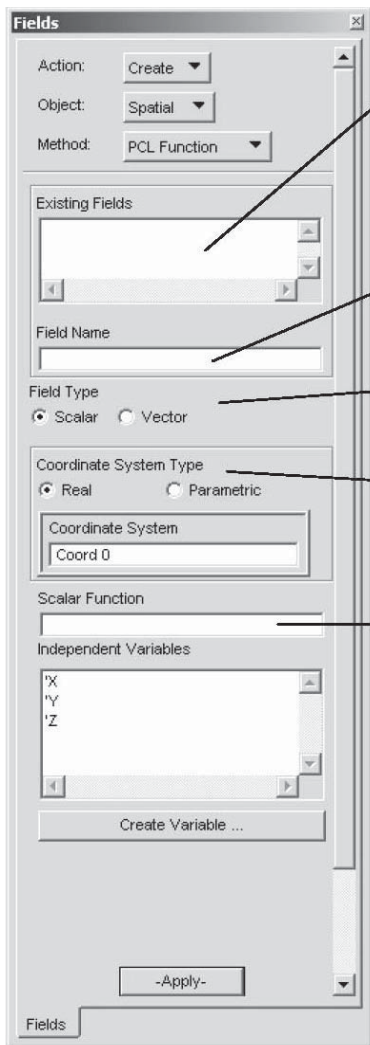 Fields
Action: Create
Object: Spatial
Method: PCL Function
Existing Fields
Field Name
Field Type
Scalar Vector
Coordinate System Type
Real Parametric
Coordinate System
Coord 0
Scalar Function
Independent Variables
'X
'Y
'Z
Create Variable ...
-Apply-
Fields